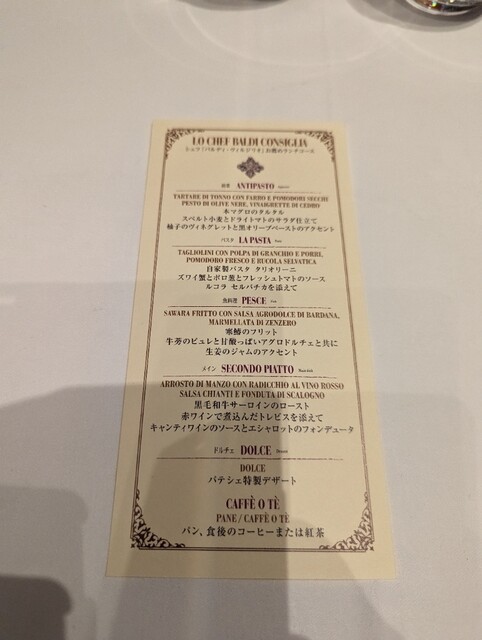 LO CHEF BALDI CONSIGLIA
シェフ「バルディ・ヴィルジリオ」お薦めのランチコース
前菜 ANTIPASTO
TARTARE DI TONNO CON FARRO E POMODORI SECCHI
PESTO DI OLIVE NERE, VINAIGRETTE DI CEDRO
本マグロのタルタル
スペルト小麦とドライトマトのサラダ仕立て
柚子のヴィネグレットと黒オリーブペーストのアクセント
パスタ LA PASTA
TAGLIOLINI CON POLPA DI GRANCHIO E PORRI,
POMODORO FRESCO E RUCOLA SELVATICA
自家製パスタ タリオリーニ
ズワイ蟹とポロ葱とフレッシュトマトのソース
ルコラ セルバチカを添えて
魚料理 PESCE
SAWARA FRITTO CON SALSA AGRODOLCE DI BARDANA,
MARMELLATA DI ZENZERO
寒鰆のフリット
牛蒡のピュレと甘酸っぱいアグロドルチェと共に
生姜のジャムのアクセント
メイン SECONDO PIATTO Main dish
ARROSTO DI MANZO CON RADICCHIO AL VINO ROSSO
SALSA CHIANTI E FONDUTA DI SCALOGNO
黒毛和牛サーロインのロースト
赤ワインで煮込んだトレビスを添えて
キャンティワインのソースとエシャロットのフォンデュータ
ドルチェ DOLCE Dessert
DOLCE
パテシェ特製デザート
CAFFÈ O TÈ
PANE / CAFFÈ O TÈ
パン、食後のコーヒーまたは紅茶